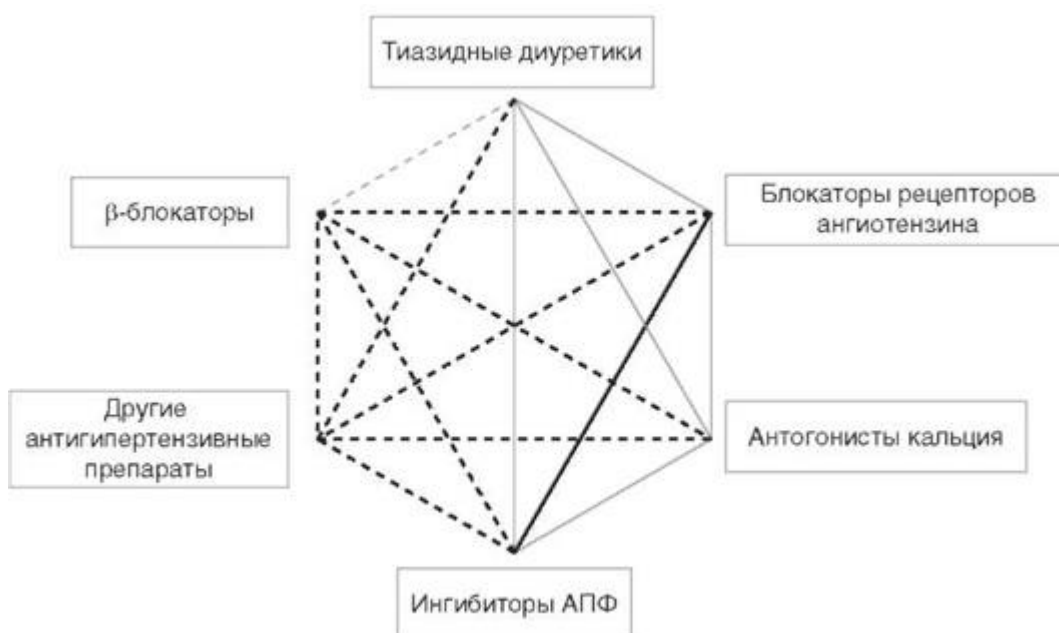 Тиазидные диуретики
β-блокаторы
Блокаторы рецепторов
ангиотензина
Другие
антигипертензивные
препараты
Антогонисты кальция
Ингибиторы АПФ